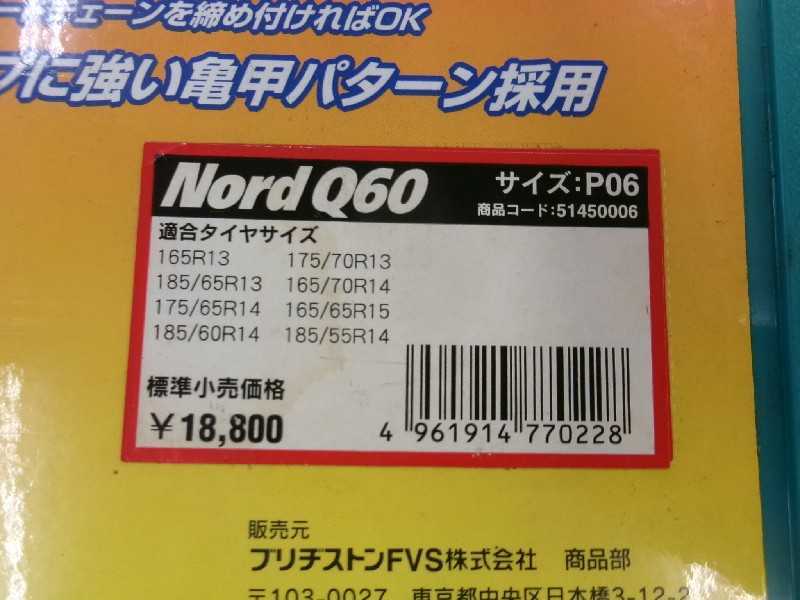 チェーンを締め付ければOK
に強い亀甲パターン採用
Nord Q60 サイズ:P06
商品コード:51450006
適合タイヤサイズ
165R13 175/70R13
185/65R13 165/70R14
175/65R14 165/65R15
185/60R14 185/55R14
標準小売価格
¥18,800
4 961914 770228
販売元
ブリヂストンFVS株式会社 商品部
〒103-0027 東京都中央区日本橋3-12-2